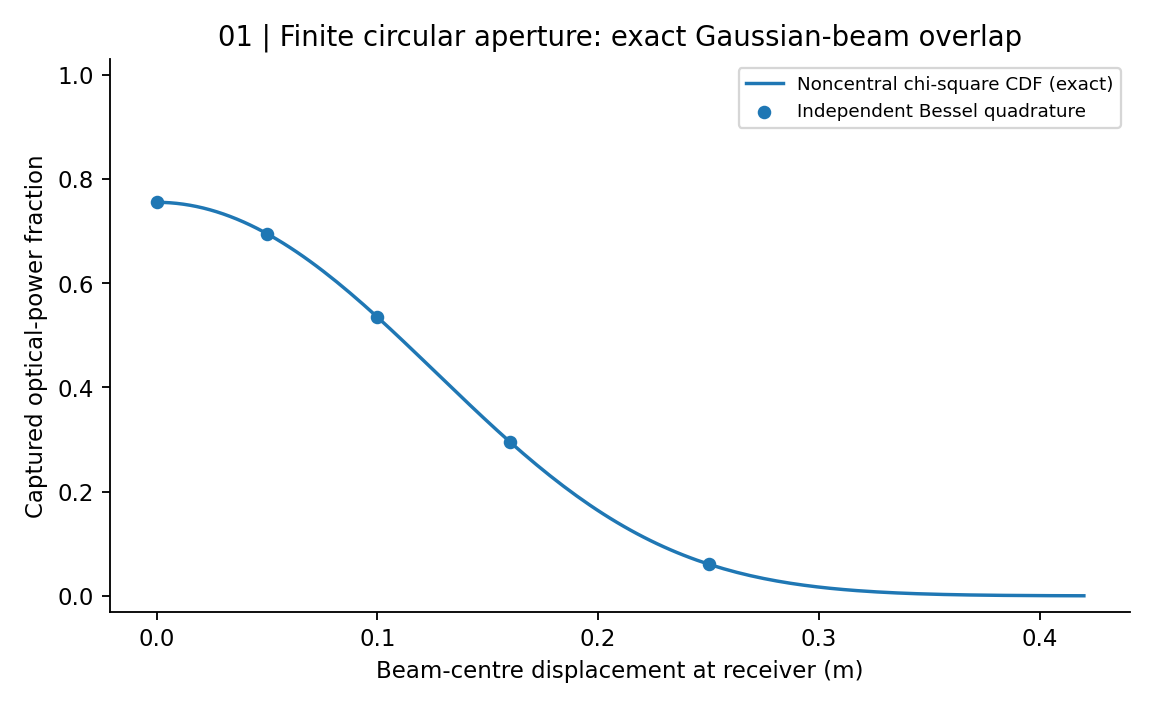 01 | Finite circular aperture: exact Gaussian-beam overlap
Noncentral chi-square CDF (exact)
Independent Bessel quadrature
Captured optical-power fraction
1.0
0.8
0.6
0.4
0.2
0.0
0.0 0.1 0.2 0.3 0.4
Beam-centre displacement at receiver (m)